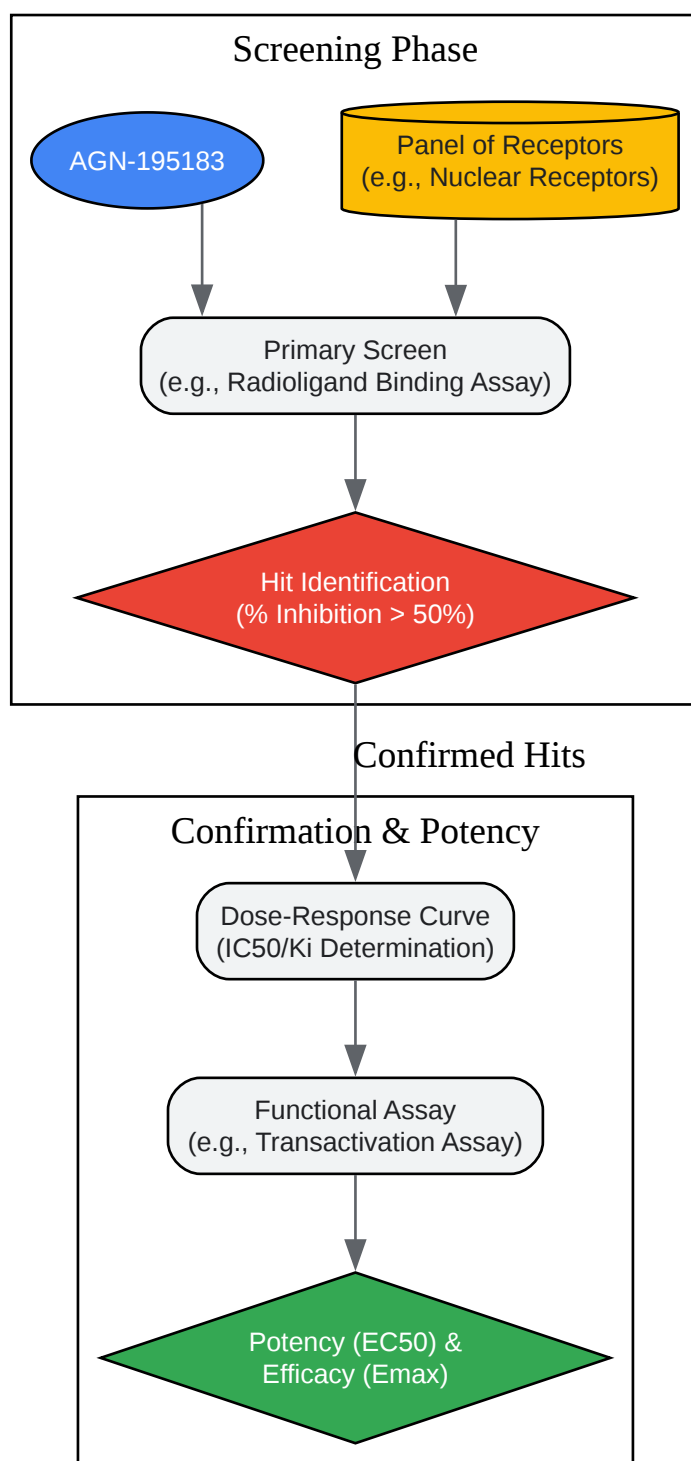 Screening Phase
AGN-195183
Panel of Receptors
(e.g., Nuclear Receptors)
Primary Screen
(e.g., Radioligand Binding Assay)
Hit Identification
(% Inhibition > 50%)
Confirmed Hits
Confirmation & Potency
Dose-Response Curve
(IC50/Ki Determination)
Functional Assay
(e.g., Transactivation Assay)
Potency (EC50) &
Efficacy (Emax)